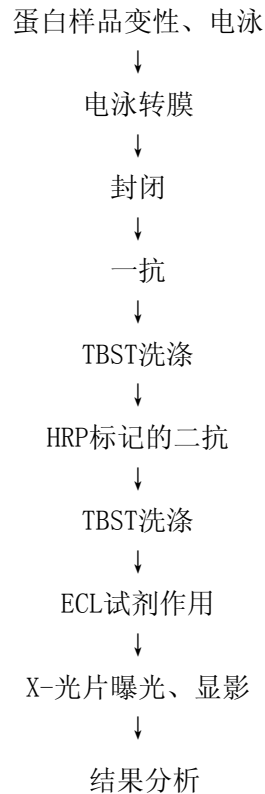 蛋白样品变性、电泳
↓
电泳转膜
↓
封闭
↓
一抗
↓
TBST洗涤
↓
HRP标记的二抗
↓
TBST洗涤
↓
ECL试剂作用
↓
X-光片曝光、显影
↓
结果分析